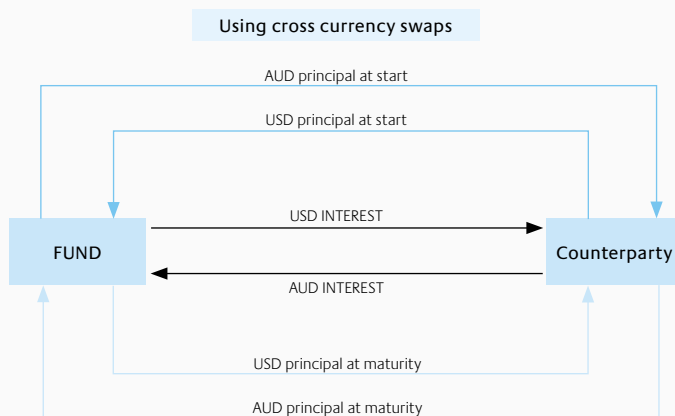 Using cross currency swaps
AUD principal at start
USD principal at start
USD INTEREST
FUND
Counterparty
AUD INTEREST
USD principal at maturity
AUD principal at maturity